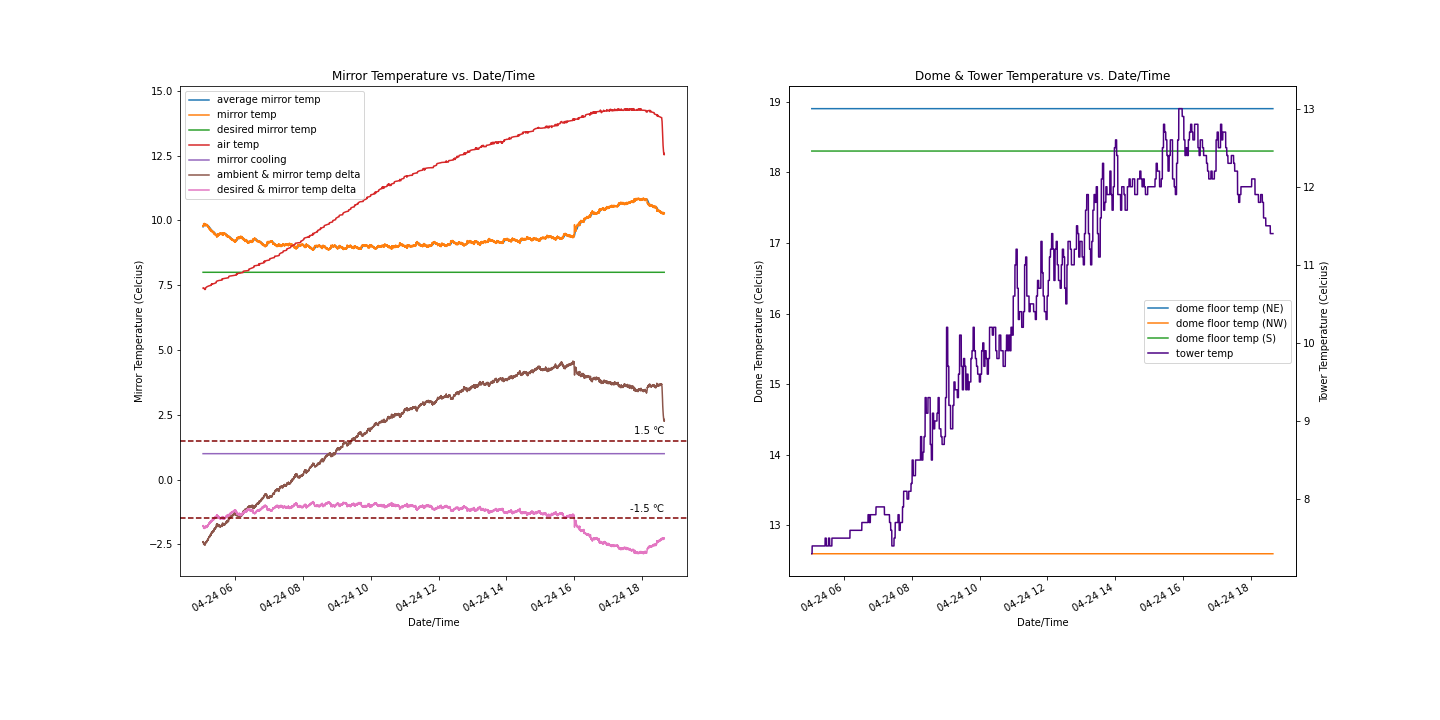 Mirror Temperature vs. Date/Time
15.0
12.5
10.0
7.5
5.0
2.5
0.0
−2.5
Mirror Temperature (Celcius)
average mirror temp
mirror temp
desired mirror temp
air temp
mirror cooling
ambient & mirror temp delta
desired & mirror temp delta
1.5 ℃
-1.5 ℃
04-24 06
04-24 08
04-24 10
04-24 12
04-24 14
04-24 16
04-24 18
Date/Time
Dome & Tower Temperature vs. Date/Time
19
18
17
16
15
14
13
Dome Temperature (Celcius)
dome floor temp (NE)
dome floor temp (NW)
dome floor temp (S)
tower temp
13
12
11
10
9
8
Tower Temperature (Celcius)
04-24 06
04-24 08
04-24 10
04-24 12
04-24 14
04-24 16
04-24 18
Date/Time